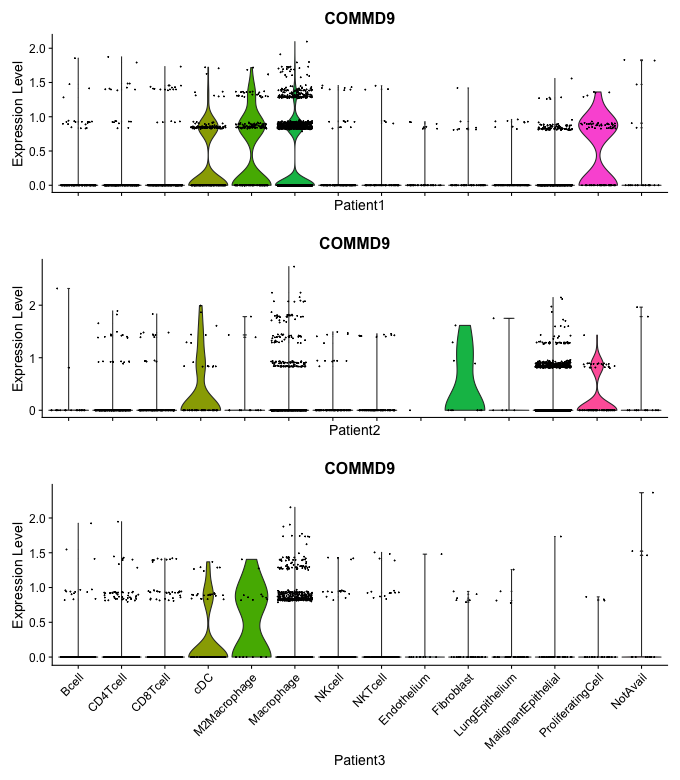 COMMD9
Expression Level
2.0
1.5
1.0
0.5
0.0
Patient1
COMMD9
Expression Level
2
1
0
Patient2
COMMD9
Expression Level
2.0
1.5
1.0
0.5
0.0
Bcell
CD4Tcell
CD8Tcell
cDC
M2Macrophage
Macrophage
NKcell
NKTcell
Endothelium
Fibroblast
LungEpithelium
MalignantEpithelial
ProliferatingCell
NotAvail
Patient3